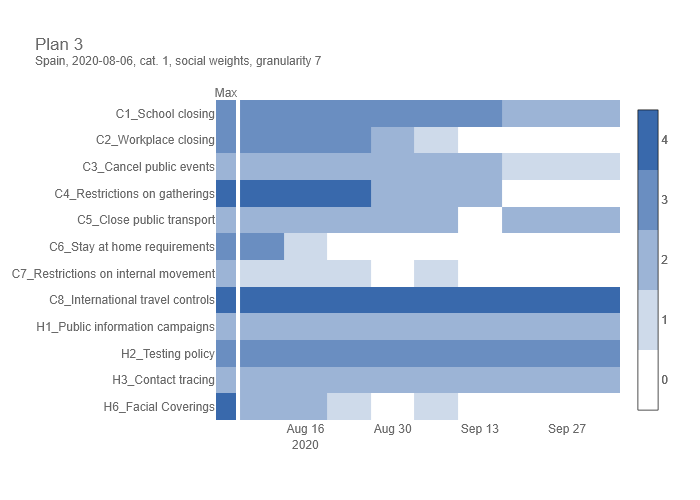 Plan 3
Spain, 2020-08-06, cat. 1, social weights, granularity 7
Max
C1_School closing
C2_Workplace closing
C3_Cancel public events
C4_Restrictions on gatherings
C5_Close public transport
C6_Stay at home requirements
C7_Restrictions on internal movement
C8_International travel controls
H1_Public information campaigns
H2_Testing policy
H3_Contact tracing
H6_Facial Coverings
Aug 16 Aug 30 Sep 13 Sep 27
2020
4
3
2
1
0